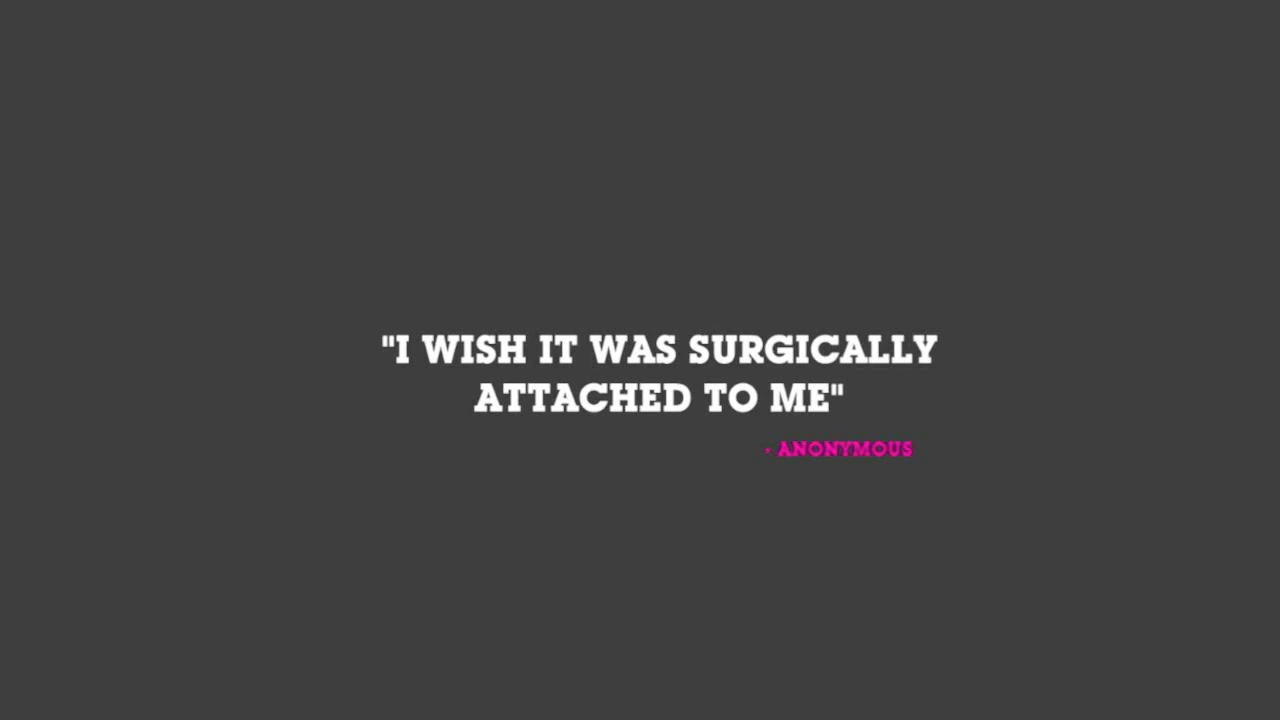 "I WISH IT WAS SURGICALLY
ATTACHED TO ME"
- ANONYMOUS